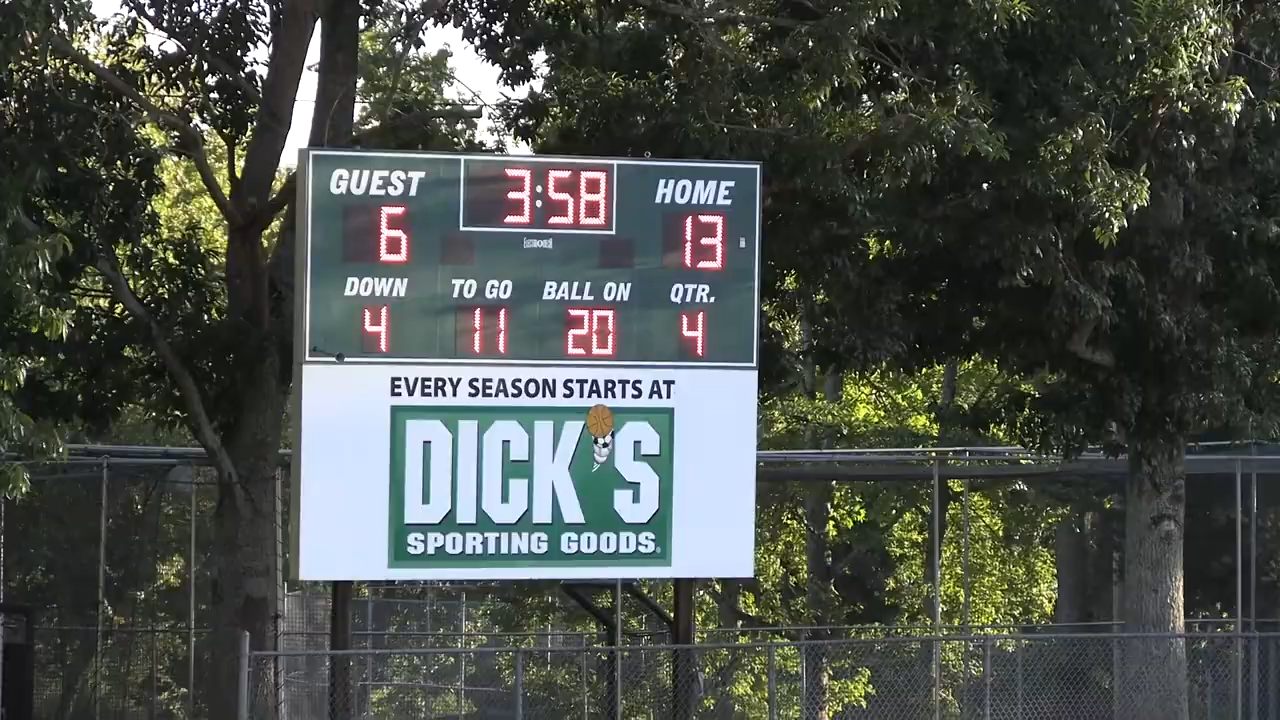 GUEST 3:58 HOME
6 13
DOWN TO GO BALL ON QTR.
4 11 20 4
EVERY SEASON STARTS AT
DICK'S
SPORTING GOODS.